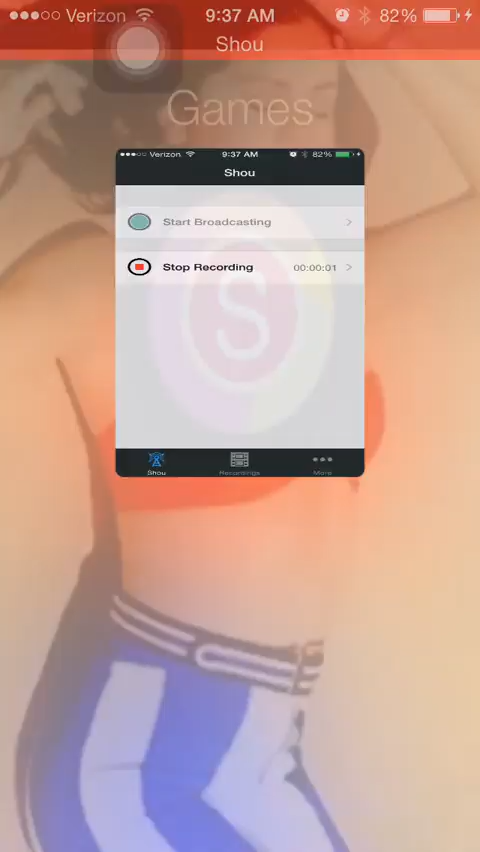 Verizon 9:37 AM 82%
Shou
Games
Verizon 9:37 AM 82%
Shou
Start Broadcasting
S
Stop Recording 00:00:01
Shou Recordings More